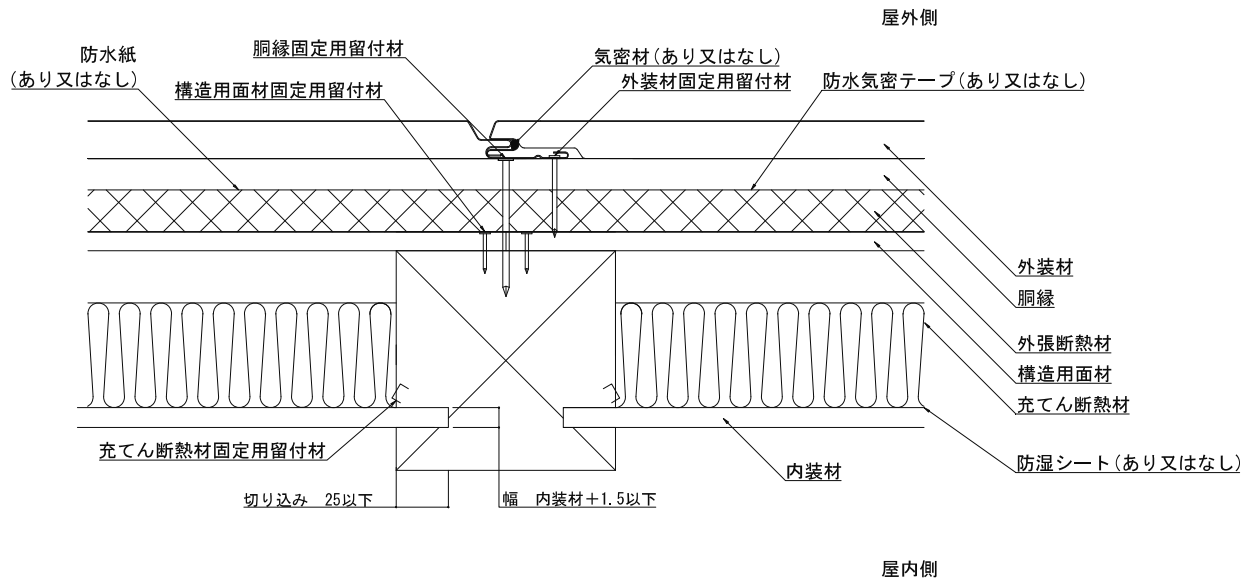 屋外側
胴縁固定用留付材
気密材(あり又はなし)
防水紙
(あり又はなし)
構造用面材固定用留付材
外装材固定用留付材
防水気密テープ(あり又はなし)
外装材
胴縁
外張断熱材
構造用面材
充てん断熱材
充てん断熱材固定用留付材
内装材
防湿シート(あり又はなし)
切り込み 25以下
幅 内装材+1.5以下
屋内側